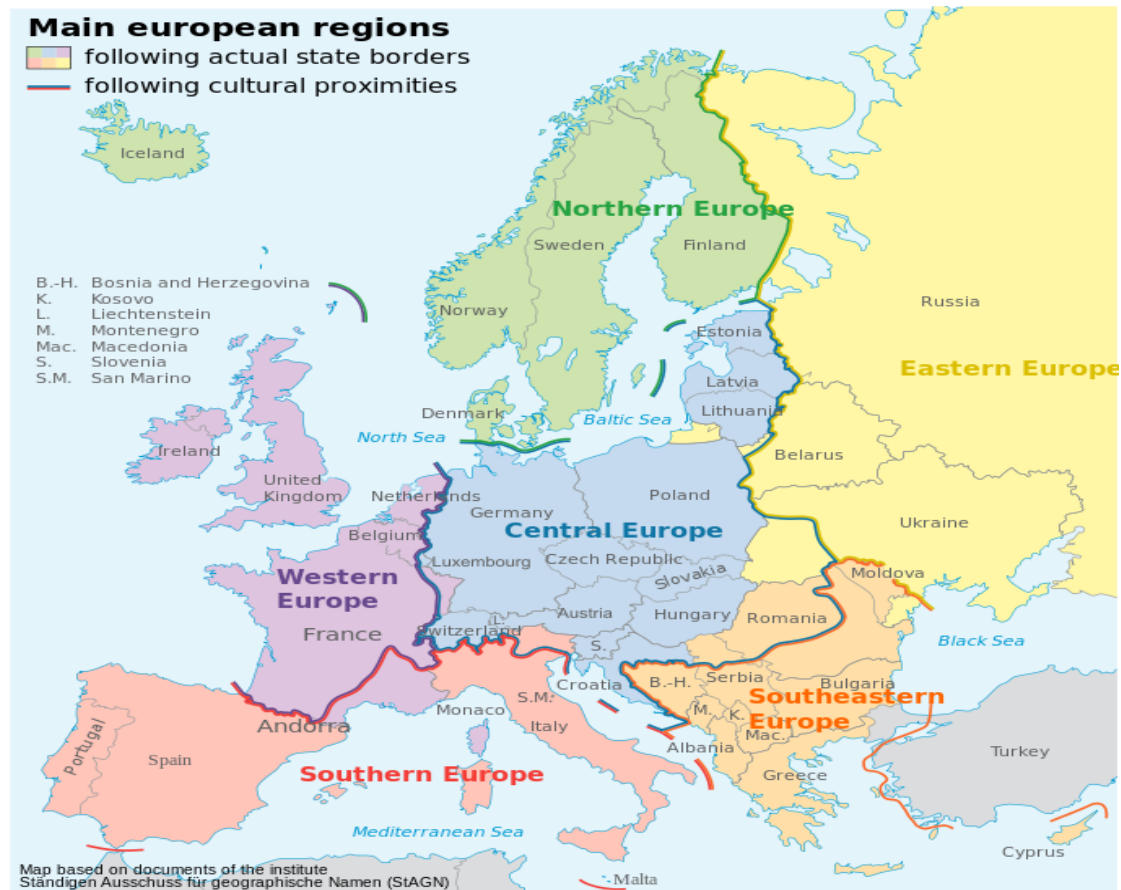 Main european regions
following actual state borders
following cultural proximities
Iceland
Northern Europe
Sweden
Finland
Norway
Russia
B.-H. Bosnia and Herzegovina
K. Kosovo
L. Liechtenstein
M. Montenegro
Mac. Macedonia
S. Slovenia
S.M. San Marino
Estonia
Eastern Europe
Latvia
Lithuania
Denmark
Baltic Sea
North Sea
Ireland
Belarus
United
Kingdom
Netherlands
Poland
Germany
Ukraine
Central Europe
Belgium
Luxembourg
Czech Republic
Slovakia
Moldova
Western
Europe
Austria
Hungary
Romania
L.
Switzerland
France
Black Sea
S.
Croatia
B.-H.
Serbia
Bulgaria
Southeastern
Europe
S.M.
Monaco
Italy
M.
K.
Mac.
Andorra
Portugal
Spain
Albania
Turkey
Southern Europe
Greece
Mediterranean Sea
Cyprus
Malta
Map based on documents of the institute
Ständigen Ausschuss für geographische Namen (StAGN)